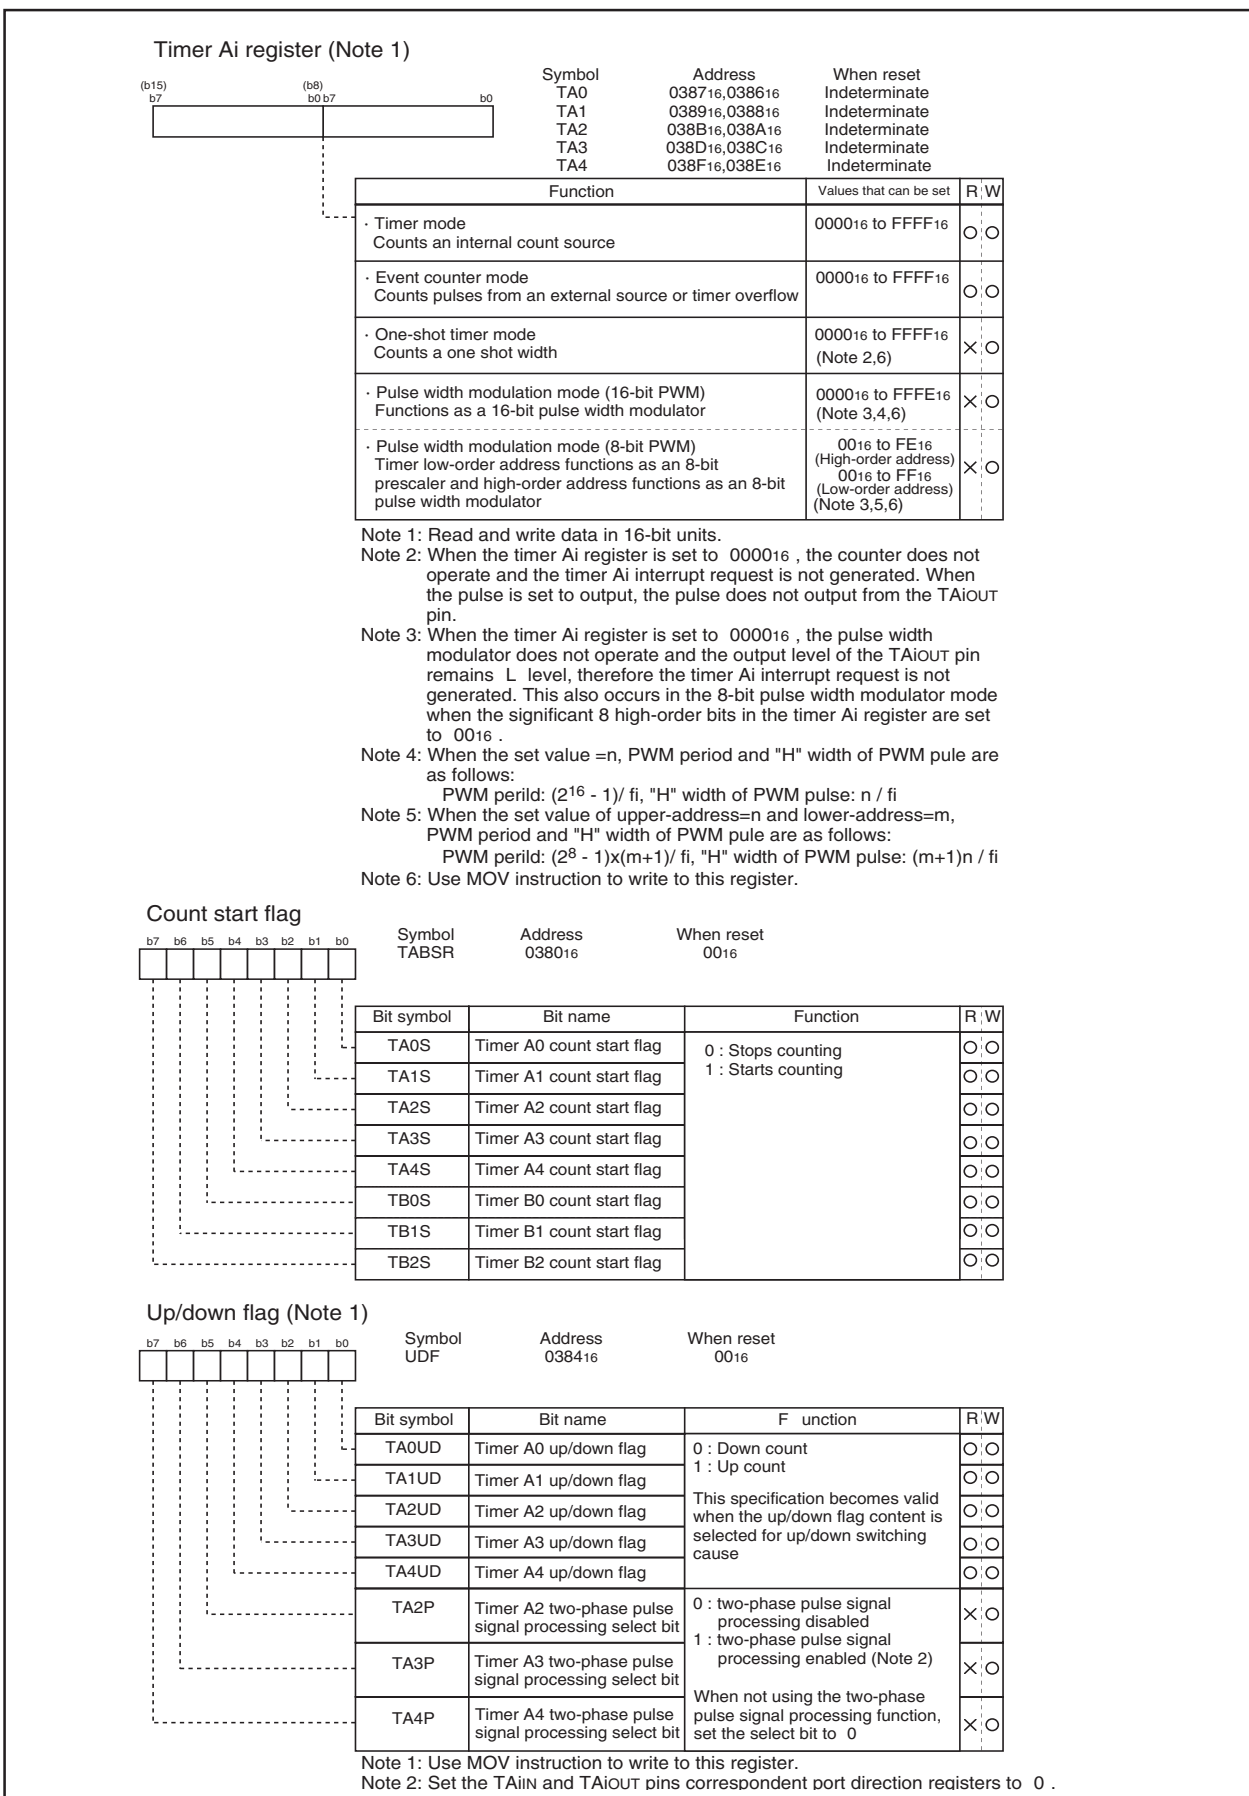 Timer Ai register (Note 1)
(b15) (b8)
b7 b0 b7 b0
Symbol Address When reset
TA0 038716,038616 Indeterminate
TA1 038916,038816 Indeterminate
TA2 038B16,038A16 Indeterminate
TA3 038D16,038C16 Indeterminate
TA4 038F16,038E16 Indeterminate
Function Values that can be set R W
· Timer mode 000016 to FFFF16
Counts an internal count source
· Event counter mode 000016 to FFFF16
Counts pulses from an external source or timer overflow
· One-shot timer mode 000016 to FFFF16
Counts a one shot width (Note 2,6)
· Pulse width modulation mode (16-bit PWM) 000016 to FFFE16
Functions as a 16-bit pulse width modulator (Note 3,4,6)
· Pulse width modulation mode (8-bit PWM) 0016 to FE16
Timer low-order address functions as an 8-bit (High-order address)
prescaler and high-order address functions as an 8-bit 0016 to FF16
pulse width modulator (Low-order address)
(Note 3,5,6)
Note 1: Read and write data in 16-bit units.
Note 2: When the timer Ai register is set to 000016 , the counter does not
operate and the timer Ai interrupt request is not generated. When
the pulse is set to output, the pulse does not output from the TAiOUT
pin.
Note 3: When the timer Ai register is set to 000016 , the pulse width
modulator does not operate and the output level of the TAiOUT pin
remains L level, therefore the timer Ai interrupt request is not
generated. This also occurs in the 8-bit pulse width modulator mode
when the significant 8 high-order bits in the timer Ai register are set
to 0016 .
Note 4: When the set value =n, PWM period and "H" width of PWM pule are
as follows:
PWM perild: (2^16 - 1)/ fi, "H" width of PWM pulse: n / fi
Note 5: When the set value of upper-address=n and lower-address=m,
PWM period and "H" width of PWM pule are as follows:
PWM perild: (2^8 - 1)x(m+1)/ fi, "H" width of PWM pulse: (m+1)n / fi
Note 6: Use MOV instruction to write to this register.
Count start flag
b7 b6 b5 b4 b3 b2 b1 b0
Symbol Address When reset
TABSR 038016 0016
Bit symbol Bit name Function R W
TA0S Timer A0 count start flag 0 : Stops counting
TA1S Timer A1 count start flag 1 : Starts counting
TA2S Timer A2 count start flag
TA3S Timer A3 count start flag
TA4S Timer A4 count start flag
TB0S Timer B0 count start flag
TB1S Timer B1 count start flag
TB2S Timer B2 count start flag
Up/down flag (Note 1)
b7 b6 b5 b4 b3 b2 b1 b0
Symbol Address When reset
UDF 038416 0016
Bit symbol Bit name F unction R W
TA0UD Timer A0 up/down flag 0 : Down count
TA1UD Timer A1 up/down flag 1 : Up count
TA2UD Timer A2 up/down flag This specification becomes valid
TA3UD Timer A3 up/down flag when the up/down flag content is
TA4UD Timer A4 up/down flag selected for up/down switching
cause
TA2P Timer A2 two-phase pulse 0 : two-phase pulse signal
signal processing select bit processing disabled
1 : two-phase pulse signal
TA3P Timer A3 two-phase pulse processing enabled (Note 2)
signal processing select bit
When not using the two-phase
TA4P Timer A4 two-phase pulse pulse signal processing function,
signal processing select bit set the select bit to 0
Note 1: Use MOV instruction to write to this register.
Note 2: Set the TAiIN and TAiOUT pins correspondent port direction registers to 0 .